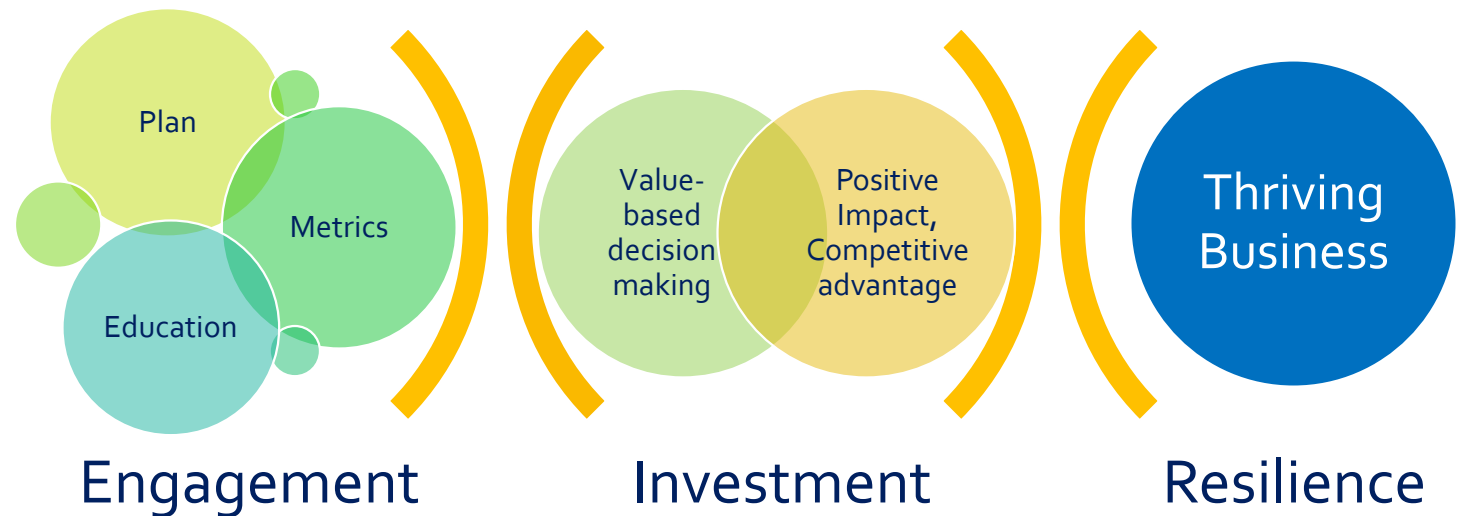 Plan
Metrics
Education
Value-
based
decision
making
Positive
Impact,
Competitive
advantage
Thriving
Business
Engagement
Investment
Resilience